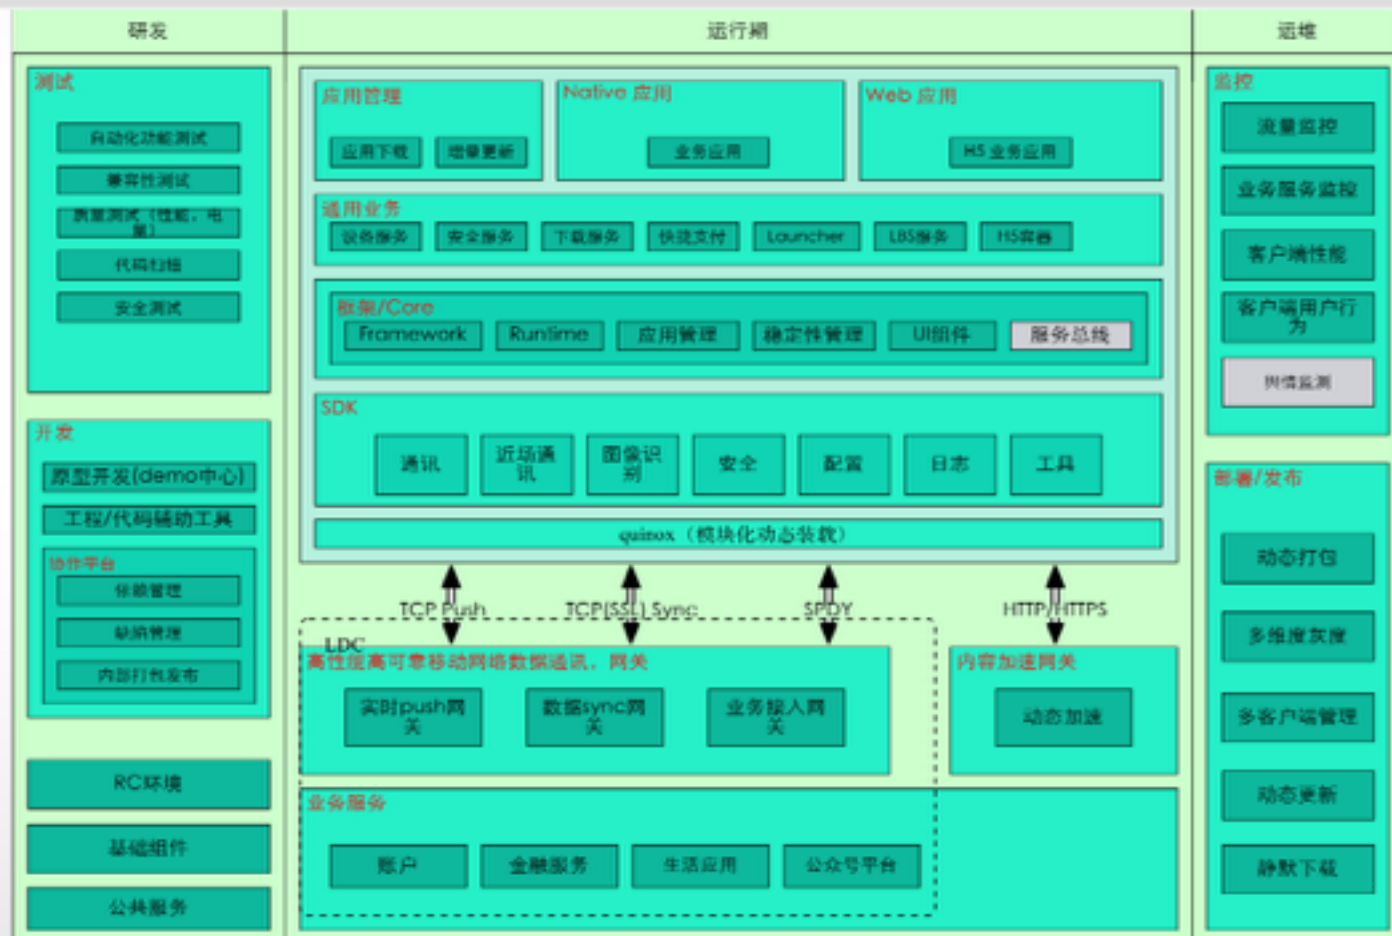 研发
运行期
运维
测试
自动化功能测试
兼容性测试
质量测试（性能，电
量）
代码扫描
安全测试
开发
原型开发(demo中心)
工程/代码辅助工具
协作平台
依赖管理
缺陷管理
内部打包发布
RC环境
基础组件
公共服务
应用管理
应用下载
增量更新
Native 应用
业务应用
Web 应用
H5 业务应用
通用业务
设备服务
安全服务
下载服务
快捷支付
Launcher
LBS服务
H5容器
框架/Core
Framework
Runtime
应用管理
稳定性管理
UI组件
服务总线
SDK
通讯
近场通
讯
图像识
别
安全
配置
日志
工具
quinox（模块化动态装载）
TCP Push
TCP(SSL) Sync
SPDY
HTTP/HTTPS
LDC
高性能高可靠移动网络数据通讯，网关
实时push网
关
数据sync网
关
业务接入网
关
内容加速网关
动态加速
业务服务
账户
金融服务
生活应用
公众号平台
监控
流量监控
业务服务监控
客户端性能
客户端用户行
为
舆情监测
部署/发布
动态打包
多维度灰度
多客户端管理
动态更新
静默下载